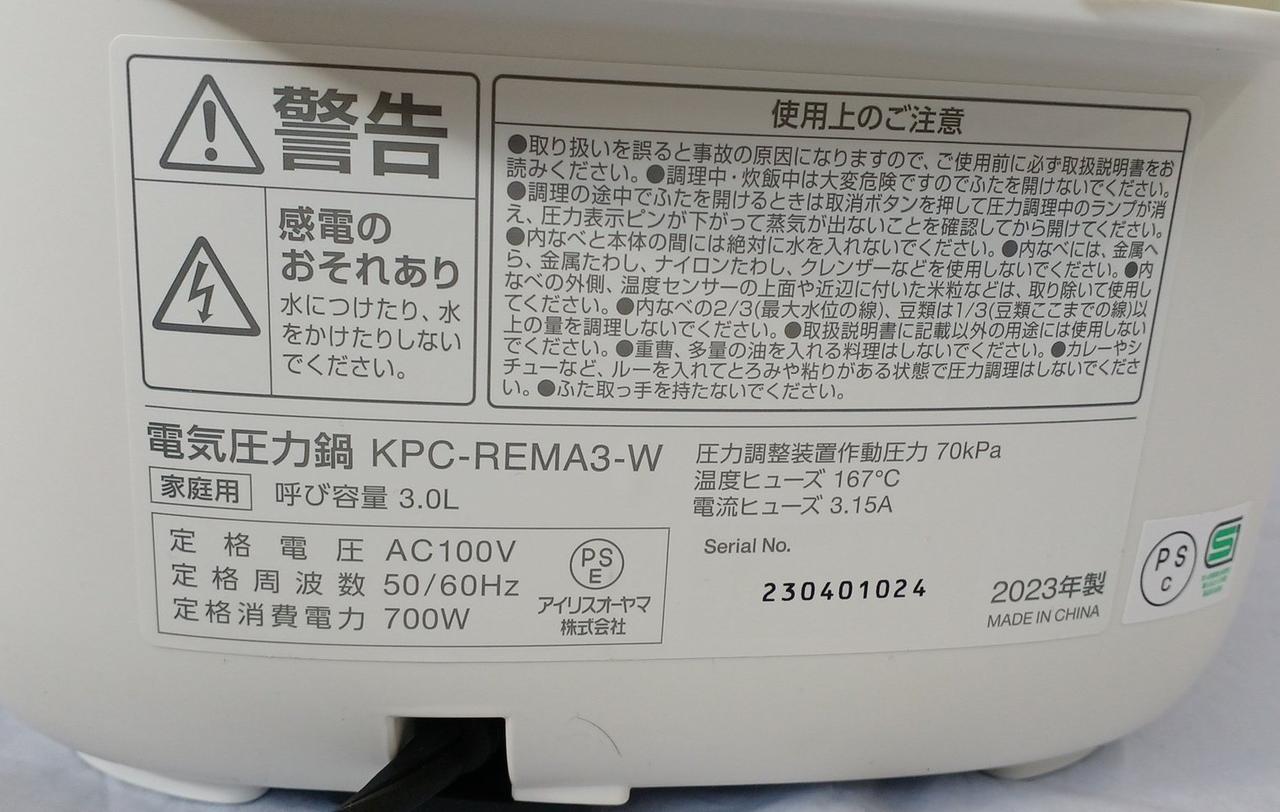 警告
感電の
おそれあり
水につけたり、水
をかけたりしない
でください。
使用上のご注意
●取り扱いを誤ると事故の原因になりますので、ご使用前に必ず取扱説明書をお
読みください。●調理中・炊飯中は大変危険ですのでふたを開けないでください。
●調理の途中でふたを開けるときは取消ボタンを押して圧力調理中のランプが消
え、圧力表示ピンが下がって蒸気が出ないことを確認してから開けてください。
●内なべと本体の間には絶対に水を入れないでください。●内なべには、金属へ
ら、金属たわし、ナイロンたわし、クレンザーなどを使用しないでください。●内
なべの外側、温度センサーの上面や近辺に付いた米粒などは、取り除いて使用し
てください。●内なべの2/3(最大水位の線)、豆類は1/3(豆類ここまでの線)以
上の量を調理しないでください。●取扱説明書に記載以外の用途には使用しない
でください。●重曹、多量の油を入れる料理はしないでください。●カレーやシ
チューなど、ルーを入れてとろみや粘りがある状態で圧力調理はしないでくださ
い。●ふた取っ手を持たないでください。
電気圧力鍋 KPC-REMA3-W
家庭用 呼び容量 3.0L
定格電圧 AC100V
定格周波数 50/60Hz
定格消費電力 700W
PS
E
アイリスオーヤマ
株式会社
圧力調整装置作動圧力 70kPa
温度ヒューズ 167℃
電流ヒューズ 3.15A
Serial No.
230401024
2023年製
MADE IN CHINA
PS
C